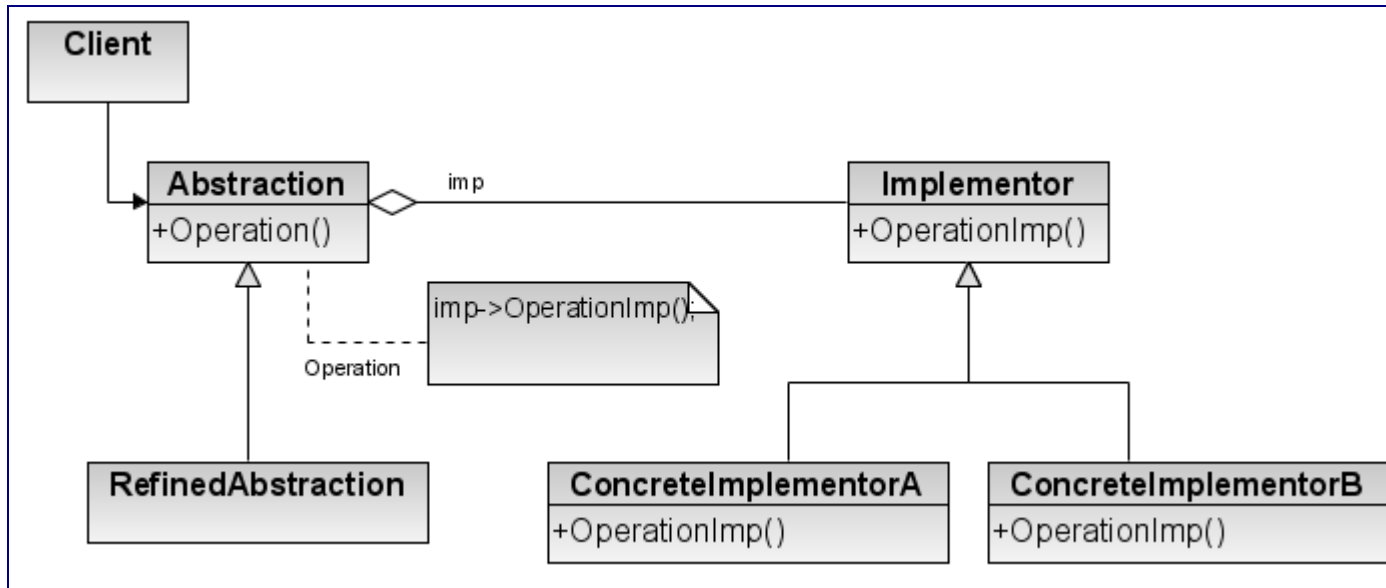 Client
Abstraction
+Operation()
imp
Implementor
+OperationImp()
imp->OperationImp();
Operation
RefinedAbstraction
ConcreteImplementorA
+OperationImp()
ConcreteImplementorB
+OperationImp()